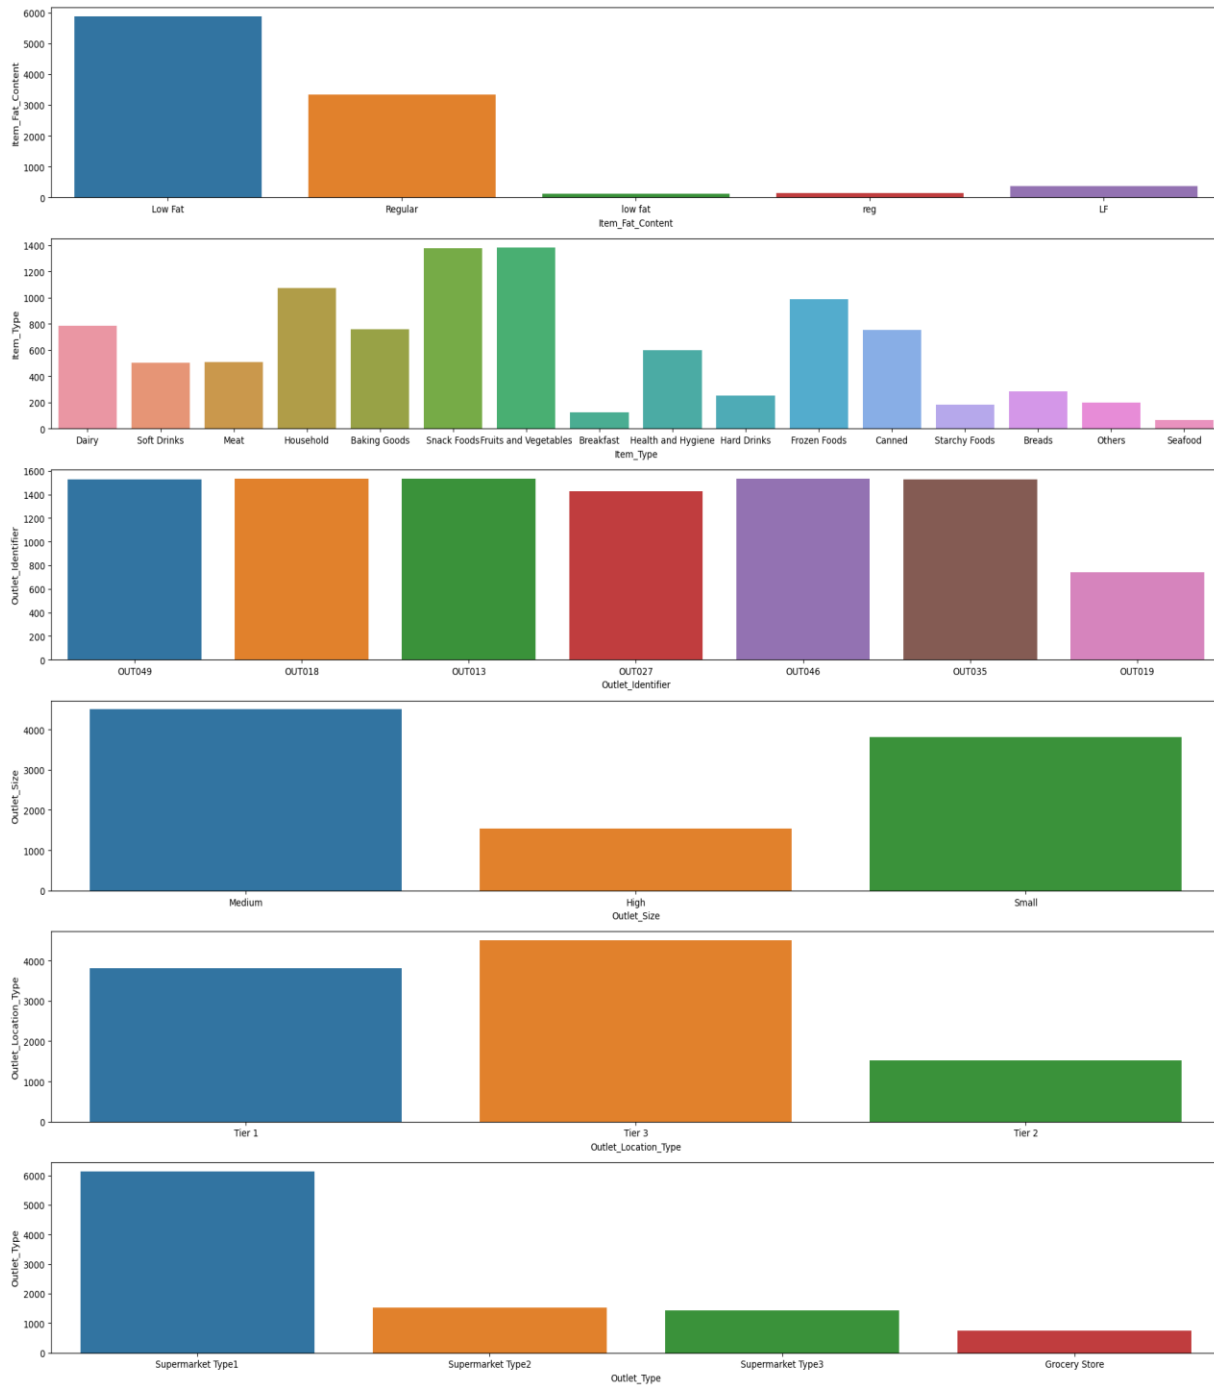 6000
5000
4000
3000
2000
1000
0
Item_Fat_Content
Low Fat Regular low fat reg LF
Item_Fat_Content
1400
1200
1000
800
600
400
200
0
Item_Type
Dairy Soft Drinks Meat Household Baking Goods Snack Foods Fruits and Vegetables Breakfast Health and Hygiene Hard Drinks Frozen Foods Canned Starchy Foods Breads Others Seafood
Item_Type
1600
1400
1200
1000
800
600
400
200
0
Outlet_Identifier
OUT049 OUT018 OUT013 OUT027 OUT046 OUT035 OUT019
Outlet_Identifier
4000
3000
2000
1000
0
Outlet_Size
Medium High Small
Outlet_Size
4000
3000
2000
1000
0
Outlet_Location_Type
Tier 1 Tier 3 Tier 2
Outlet_Location_Type
6000
5000
4000
3000
2000
1000
0
Outlet_Type
Supermarket Type1 Supermarket Type2 Supermarket Type3 Grocery Store
Outlet_Type